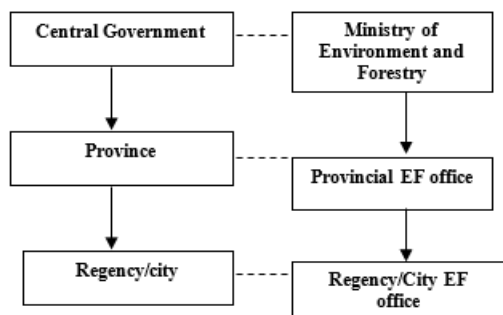 Central Government
Ministry of
Environment and
Forestry
Province
Provincial EF office
Regency/city
Regency/City EF
office